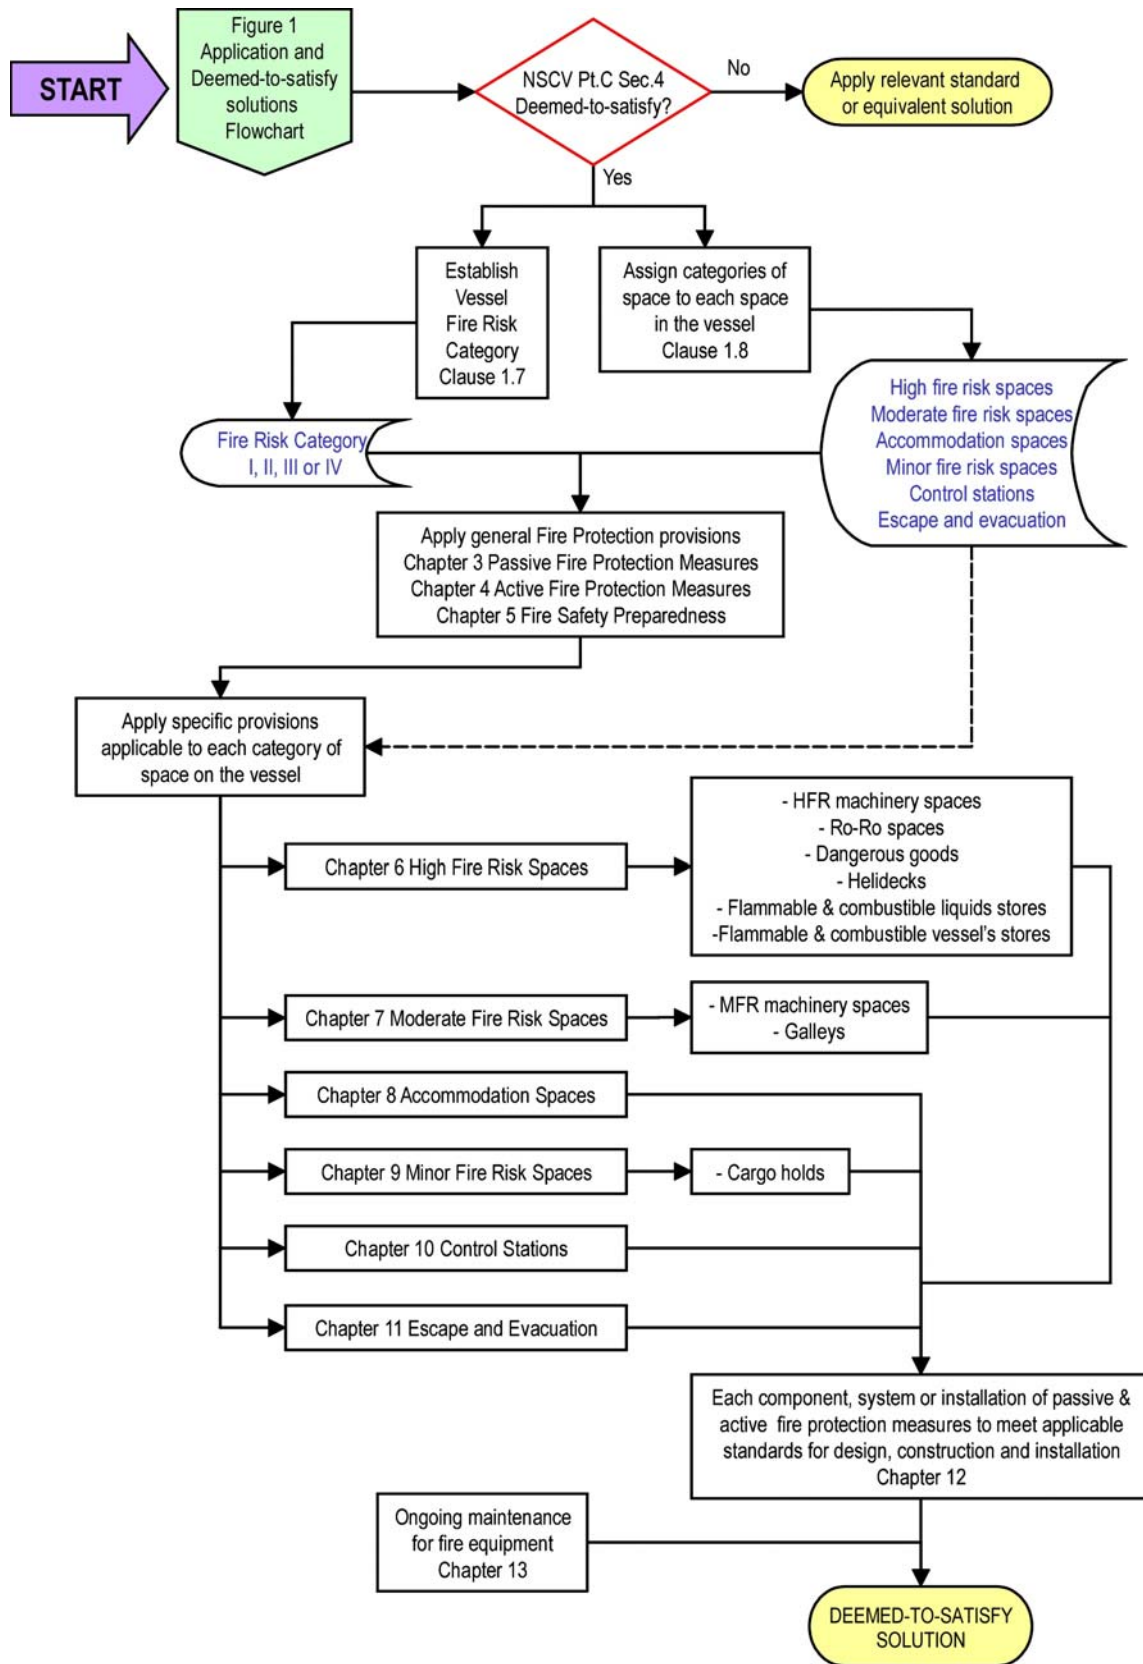 START
Figure 1
Application and
Deemed-to-satisfy
solutions
Flowchart
NSCV Pt.C Sec.4
Deemed-to-satisfy?
No
Apply relevant standard
or equivalent solution
Yes
Establish
Vessel
Fire Risk
Category
Clause 1.7
Assign categories of
space to each space
in the vessel
Clause 1.8
Fire Risk Category
I, II, III or IV
High fire risk spaces
Moderate fire risk spaces
Accommodation spaces
Minor fire risk spaces
Control stations
Escape and evacuation
Apply general Fire Protection provisions
Chapter 3 Passive Fire Protection Measures
Chapter 4 Active Fire Protection Measures
Chapter 5 Fire Safety Preparedness
Apply specific provisions
applicable to each category of
space on the vessel
Chapter 6 High Fire Risk Spaces
- HFR machinery spaces
- Ro-Ro spaces
- Dangerous goods
- Helidecks
- Flammable & combustible liquids stores
-Flammable & combustible vessel's stores
Chapter 7 Moderate Fire Risk Spaces
- MFR machinery spaces
- Galleys
Chapter 8 Accommodation Spaces
Chapter 9 Minor Fire Risk Spaces
- Cargo holds
Chapter 10 Control Stations
Chapter 11 Escape and Evacuation
Each component, system or installation of passive &
active fire protection measures to meet applicable
standards for design, construction and installation
Chapter 12
Ongoing maintenance
for fire equipment
Chapter 13
DEEMED-TO-SATISFY
SOLUTION